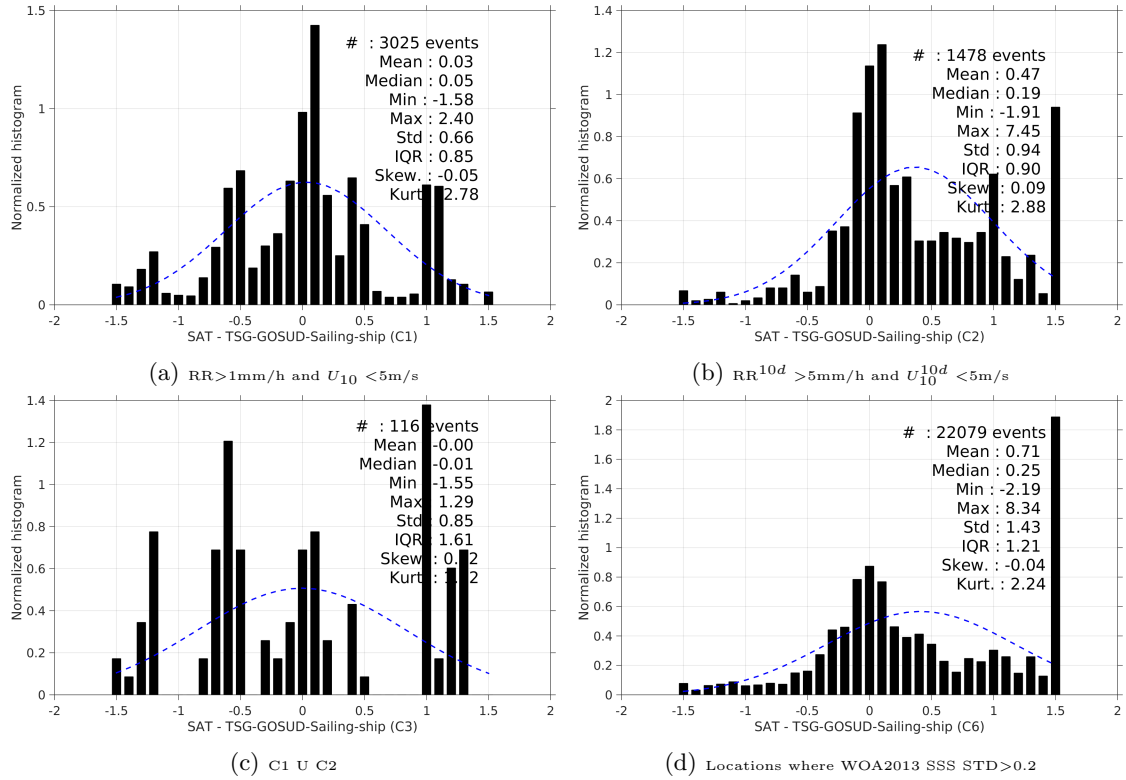 1.5
# : 3025 events
Mean : 0.03
Median : 0.05
Min : -1.58
Max : 2.40
Std : 0.66
IQR : 0.85
Skew. : -0.05
Kurt. 2.78
Normalized histogram
1
0.5
0
-2 -1.5 -1 -0.5 0 0.5 1 1.5 2
SAT - TSG-GOSUD-Sailing-ship (C1)
(a) RR>1mm/h and U10 <5m/s
1.4
# : 1478 events
Mean : 0.47
Median : 0.19
Min : -1.91
Max : 7.45
Std : 0.94
IQR : 0.90
Skew. : 0.09
Kurt. : 2.88
Normalized histogram
1.2
1
0.8
0.6
0.4
0.2
0
-2 -1.5 -1 -0.5 0 0.5 1 1.5 2
SAT - TSG-GOSUD-Sailing-ship (C2)
(b) RR^10d >5mm/h and U10^10d <5m/s
1.4
# : 116 events
Mean -0.00
Median -0.01
Min -1.55
Max 1.29
Std 0.85
IQR 1.61
Skew. : 
Kurt. : 
Normalized histogram
1.2
1
0.8
0.6
0.4
0.2
0
-2 -1.5 -1 -0.5 0 0.5 1 1.5 2
SAT - TSG-GOSUD-Sailing-ship (C3)
(c) C1 U C2
2
# : 22079 events
Mean : 0.71
Median : 0.25
Min : -2.19
Max : 8.34
Std : 1.43
IQR : 1.21
Skew. : -0.04
Kurt. : 2.24
Normalized histogram
1.8
1.6
1.4
1.2
1
0.8
0.6
0.4
0.2
0
-2 -1.5 -1 -0.5 0 0.5 1 1.5 2
SAT - TSG-GOSUD-Sailing-ship (C6)
(d) Locations where WOA2013 SSS STD>0.2